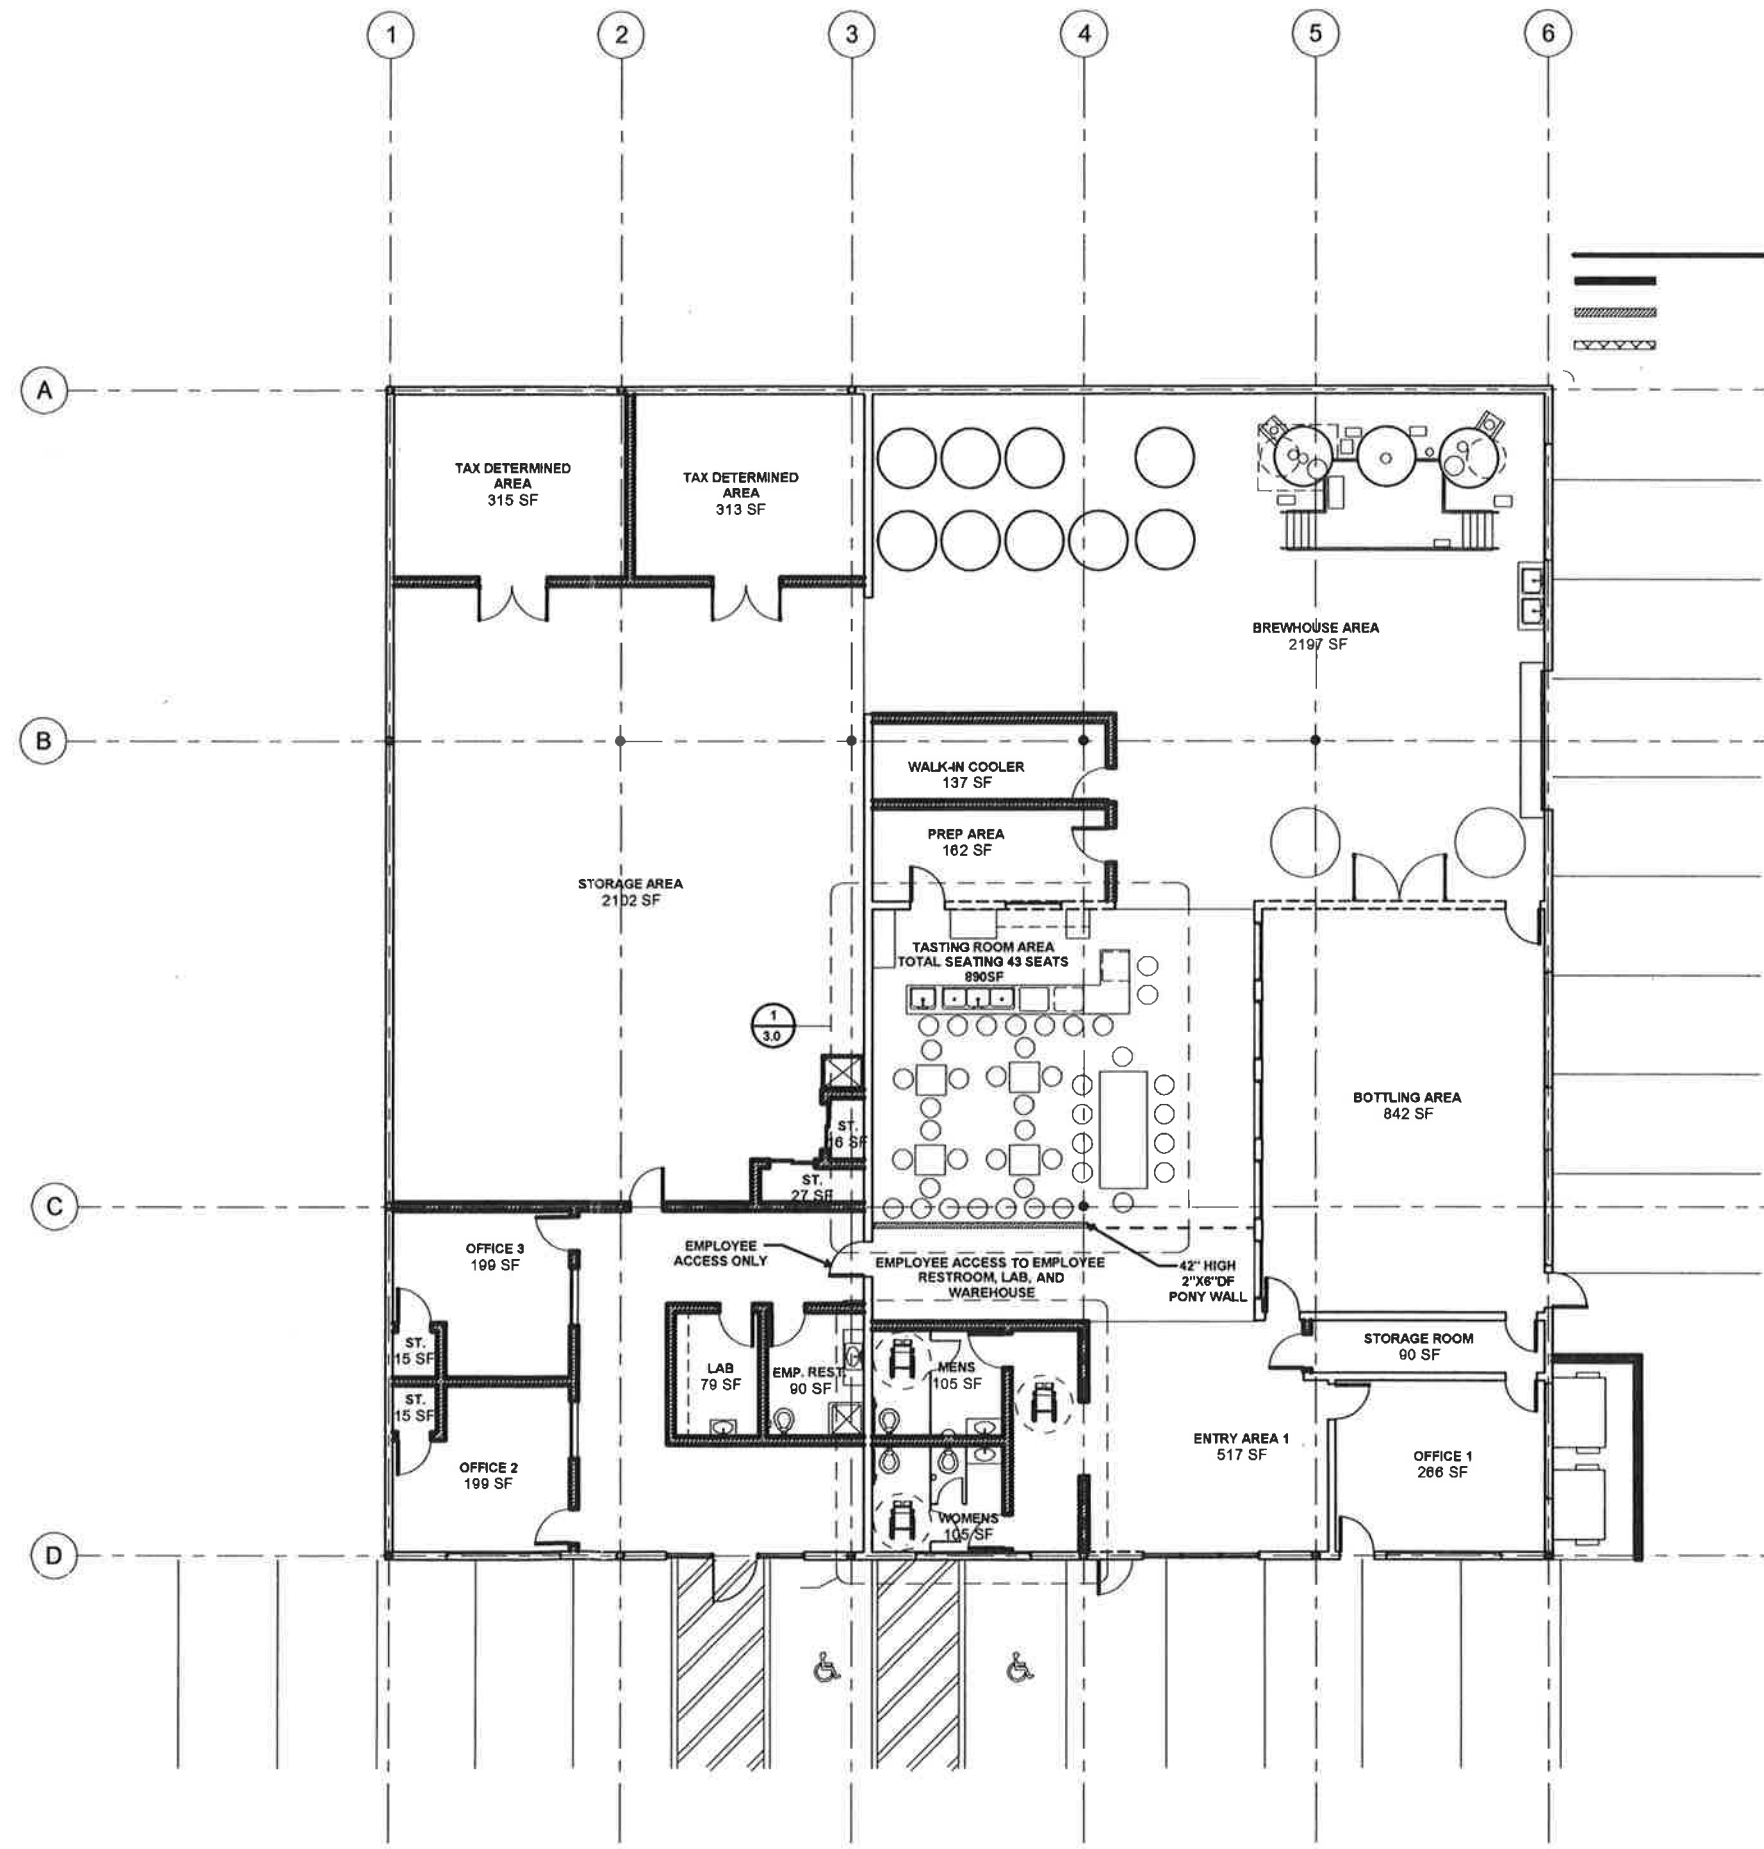 1
2
3
4
5
6
A
TAX DETERMINED
AREA
315 SF
TAX DETERMINED
AREA
313 SF
BREWHOUSE AREA
2197 SF
B
WALK-IN COOLER
137 SF
PREP AREA
162 SF
STORAGE AREA
2102 SF
TASTING ROOM AREA
TOTAL SEATING 43 SEATS
890SF
1
3.0
BOTTLING AREA
842 SF
ST.
16 SF
ST.
27 SF
C
OFFICE 3
199 SF
EMPLOYEE
ACCESS ONLY
EMPLOYEE ACCESS TO EMPLOYEE
RESTROOM, LAB, AND
WAREHOUSE
42" HIGH
2"X6"DF
PONY WALL
ST.
15 SF
STORAGE ROOM
90 SF
LAB
79 SF
EMP. REST.
90 SF
MENS
105 SF
ST.
15 SF
ENTRY AREA 1
517 SF
OFFICE 1
266 SF
OFFICE 2
199 SF
WOMENS
105 SF
D